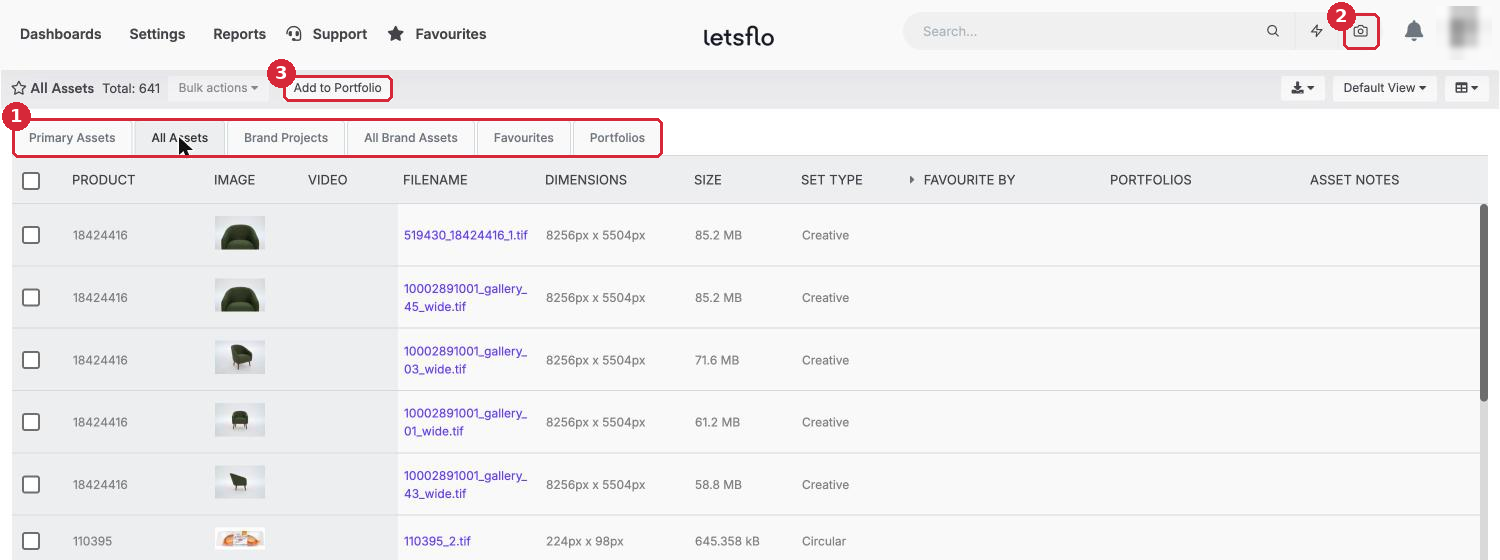 Dashboards Settings Reports Support Favourites letsflo Search... 2
All Assets Total: 641 Bulk actions 3 Add to Portfolio Default View
1 Primary Assets All Assets Brand Projects All Brand Assets Favourites Portfolios
PRODUCT IMAGE VIDEO FILENAME DIMENSIONS SIZE SET TYPE FAVOURITE BY PORTFOLIOS ASSET NOTES
18424416 519430_18424416_1.tif 8256px x 5504px 85.2 MB Creative
18424416 10002891001_gallery_
45_wide.tif 8256px x 5504px 85.2 MB Creative
18424416 10002891001_gallery_
03_wide.tif 8256px x 5504px 71.6 MB Creative
18424416 10002891001_gallery_
01_wide.tif 8256px x 5504px 61.2 MB Creative
18424416 10002891001_gallery_
43_wide.tif 8256px x 5504px 58.8 MB Creative
110395 110395_2.tif 224px x 98px 645.358 kB Circular